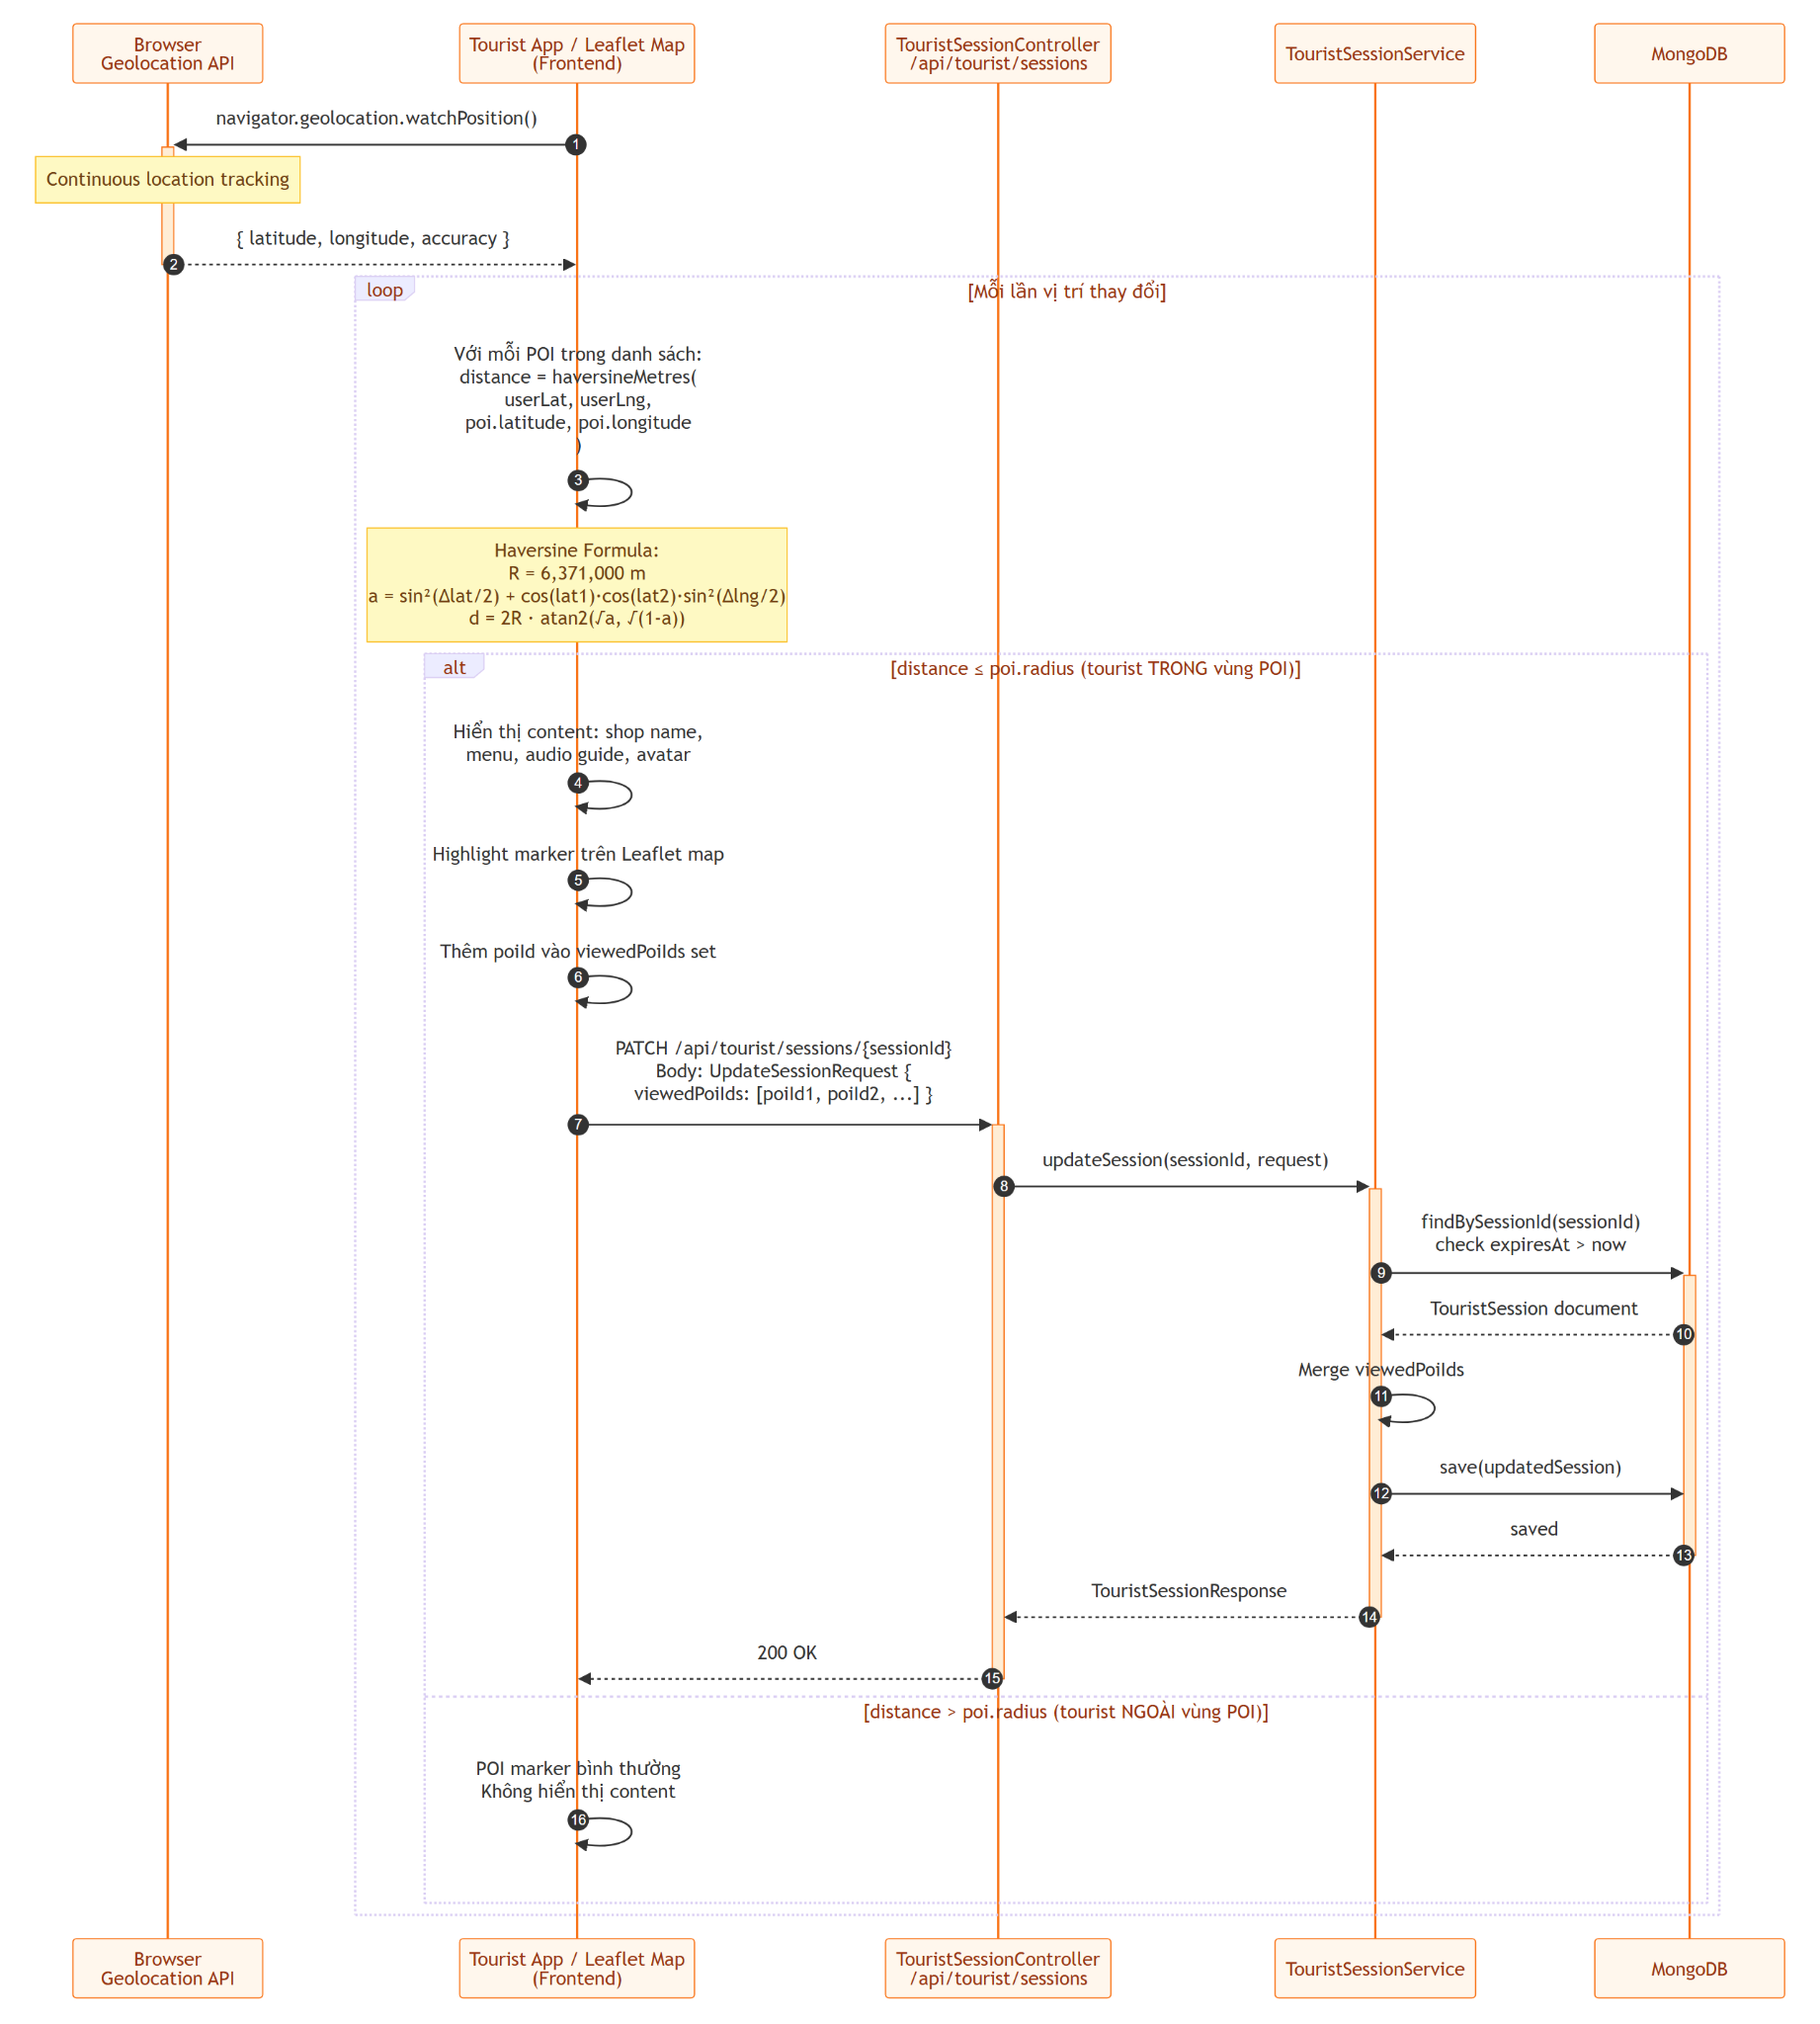 Browser
Geolocation API
Tourist App / Leaflet Map
(Frontend)
TouristSessionController
/api/tourist/sessions
TouristSessionService
MongoDB
navigator.geolocation.watchPosition()
1
Continuous location tracking
{ latitude, longitude, accuracy }
2
loop
[Mỗi lần vị trí thay đổi]
Với mỗi POI trong danh sách:
distance = haversineMetres(
userLat, userLng,
poi.latitude, poi.longitude
)
3
Haversine Formula:
R = 6,371,000 m
a = sin²(Δlat/2) + cos(lat1)·cos(lat2)·sin²(Δlng/2)
d = 2R · atan2(√a, √(1-a))
alt
[distance ≤ poi.radius (tourist TRONG vùng POI)]
Hiển thị content: shop name,
menu, audio guide, avatar
4
Highlight marker trên Leaflet map
5
Thêm poiId vào viewedPoiIds set
6
PATCH /api/tourist/sessions/{sessionId}
Body: UpdateSessionRequest {
viewedPoiIds: [poiId1, poiId2, ...] }
7
updateSession(sessionId, request)
8
findBySessionId(sessionId)
check expiresAt > now
9
TouristSession document
10
Merge viewedPoiIds
11
save(updatedSession)
12
saved
13
TouristSessionResponse
14
200 OK
15
[distance > poi.radius (tourist NGOÀI vùng POI)]
POI marker bình thường
Không hiển thị content
16
Browser
Geolocation API
Tourist App / Leaflet Map
(Frontend)
TouristSessionController
/api/tourist/sessions
TouristSessionService
MongoDB